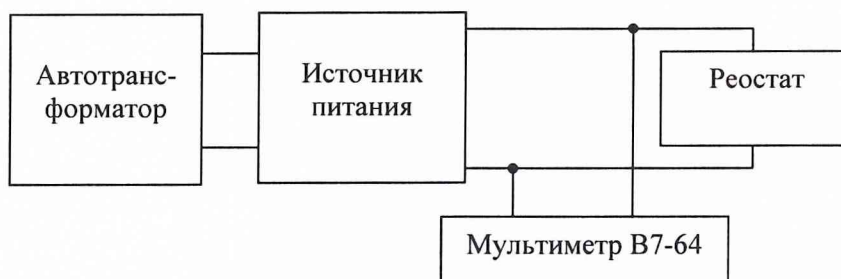 Автотранс-
форматор
Источник
питания
Реостат
Мультиметр В7-64